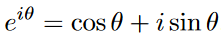 e^{iθ} = cos θ + i sin θ